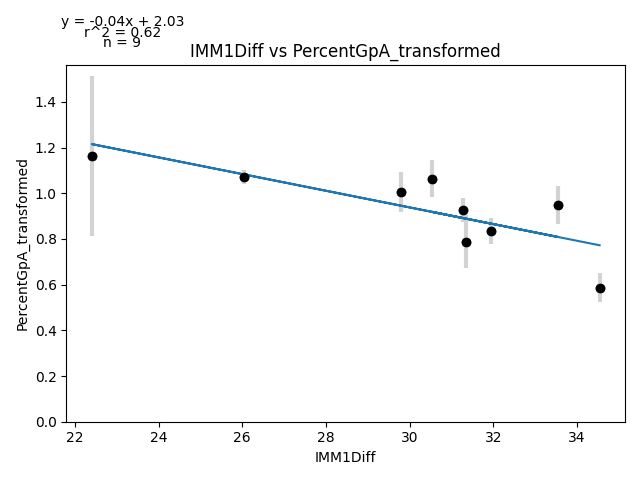 y = -0.04x + 2.03
r^2 = 0.62
n = 9
IMM1Diff vs PercentGpA_transformed
PercentGpA_transformed
1.4
1.2
1.0
0.8
0.6
0.4
0.2
0.0
22 24 26 28 30 32 34
IMM1Diff